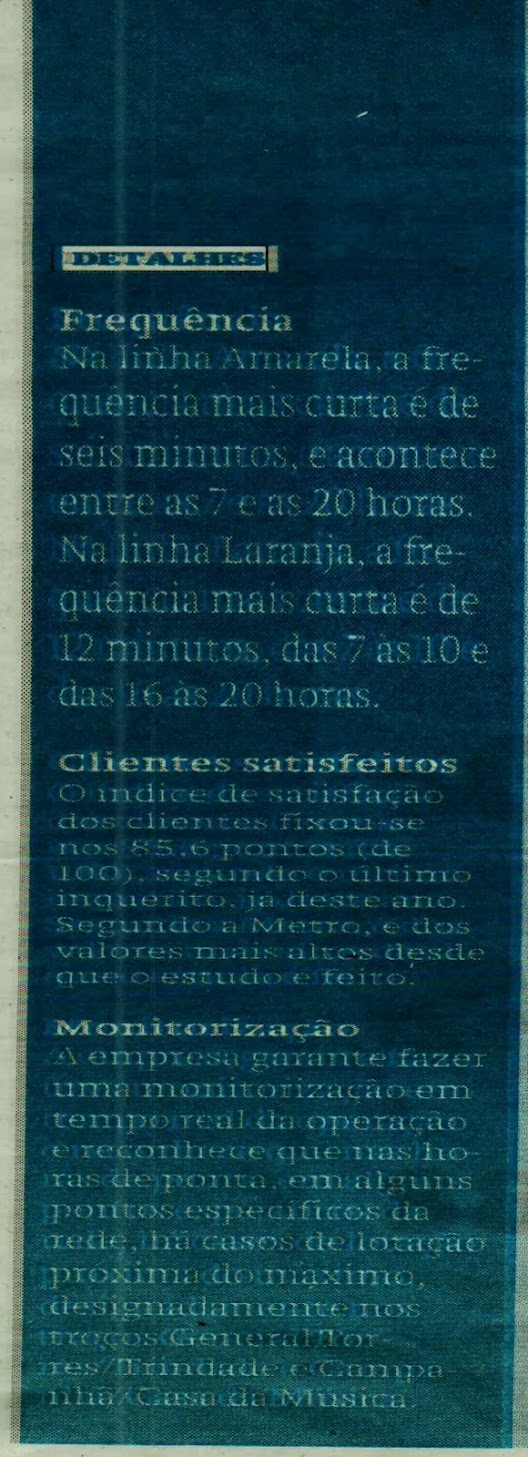 DETALHES
Frequência
Na linha Amarela, a fre-
quência mais curta é de
seis minutos, e acontece
entre as 7 e as 20 horas.
Na linha Laranja, a fre-
quência mais curta é de
12 minutos, das 7 às 10 e
das 16 às 20 horas.
Clientes satisfeitos
O índice de satisfação
dos clientes fixou-se
nos 85,6 pontos (de
100), segundo o último
inquérito, já deste ano.
Segundo a Metro, é dos
valores mais altos desde
que o estudo é feito.
Monitorização
A empresa garante fazer
uma monitorização em
tempo real da operação
e reconhece que nas ho-
ras de ponta, em alguns
pontos específicos da
rede, há casos de lotação
próxima do máximo,
designadamente nos
troços General Tor-
res/Trindade e Campa-
nhã/Casa da Música.